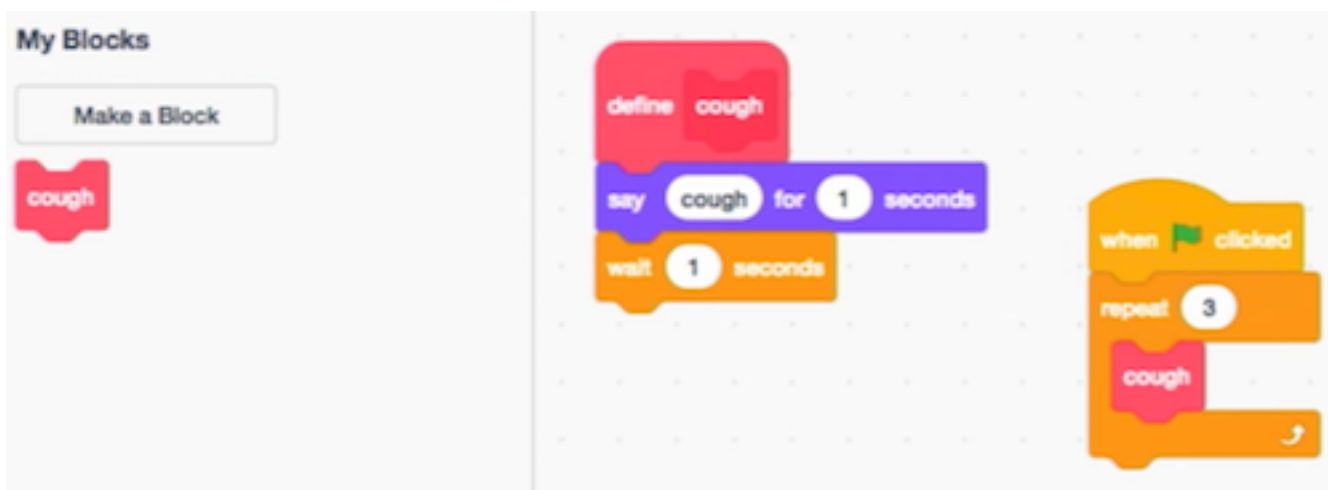 My Blocks
Make a Block
cough
define cough
say cough for 1 seconds
wait 1 seconds
when clicked
repeat 3
cough